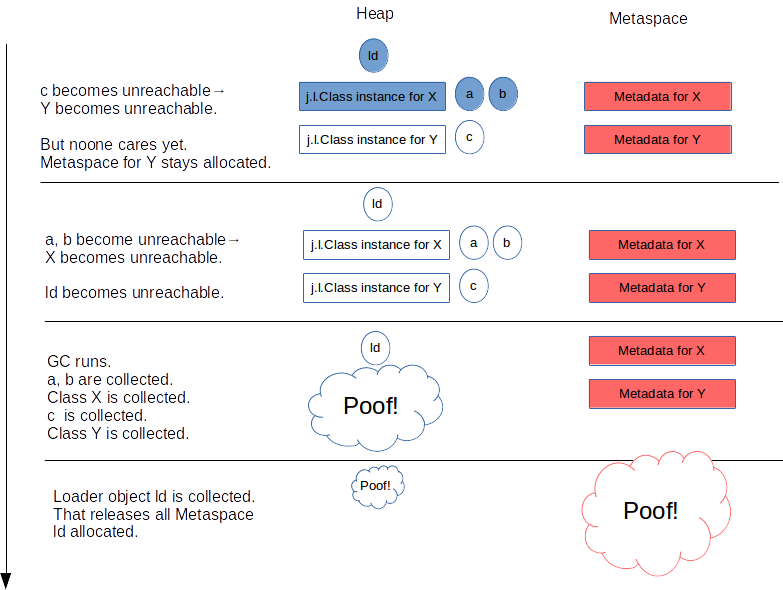 Heap
Metaspace
ld
c becomes unreachable→
Y becomes unreachable.
j.l.Class instance for X
a
b
Metadata for X
But noone cares yet.
Metaspace for Y stays allocated.
j.l.Class instance for Y
c
Metadata for Y
ld
a, b become unreachable→
X becomes unreachable.
j.l.Class instance for X
a
b
Metadata for X
ld becomes unreachable.
j.l.Class instance for Y
c
Metadata for Y
ld
Metadata for X
GC runs.
a, b are collected.
Class X is collected.
c is collected.
Class Y is collected.
Poof!
Metadata for Y
Loader object ld is collected.
That releases all Metaspace
ld allocated.
Poof!
Poof!